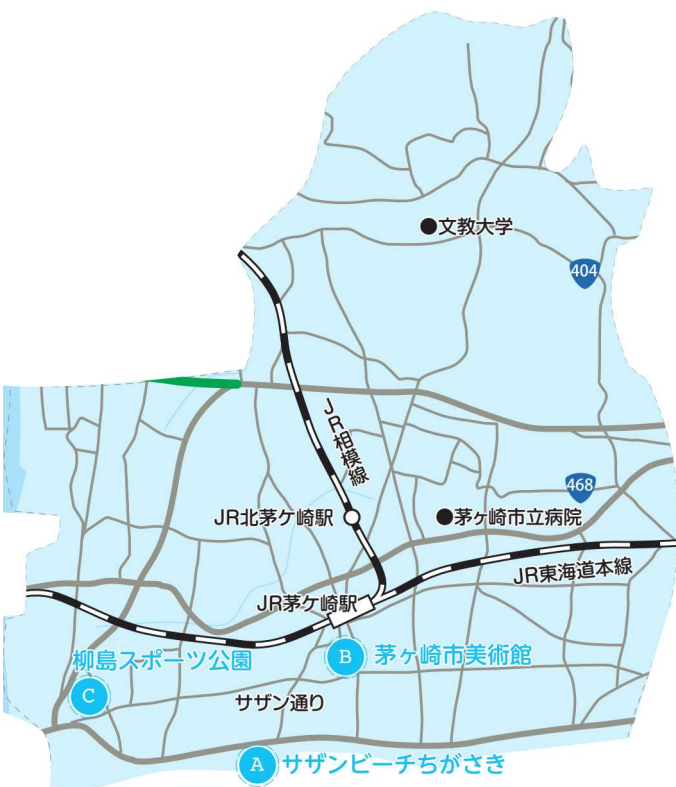 文教大学
404
JR相模線
468
JR北茅ケ崎駅
茅ヶ崎市立病院
JR東海道本線
JR茅ケ崎駅
柳島スポーツ公園
B 茅ヶ崎市美術館
C
サザン通り
A サザンビーチちがさき